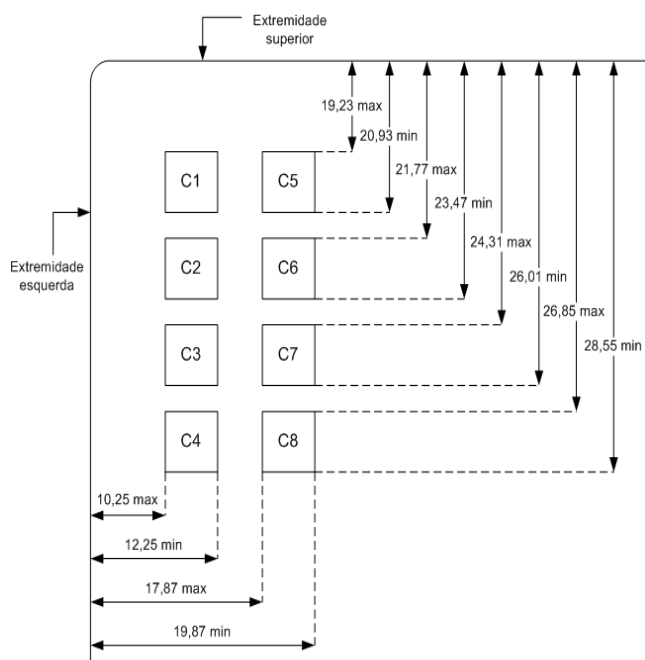 Extremidade
superior
19,23 max
20,93 min
21,77 max
23,47 min
24,31 max
26,01 min
26,85 max
28,55 min
C1 C5
C2 C6
C3 C7
C4 C8
Extremidade
esquerda
10,25 max
12,25 min
17,87 max
19,87 min